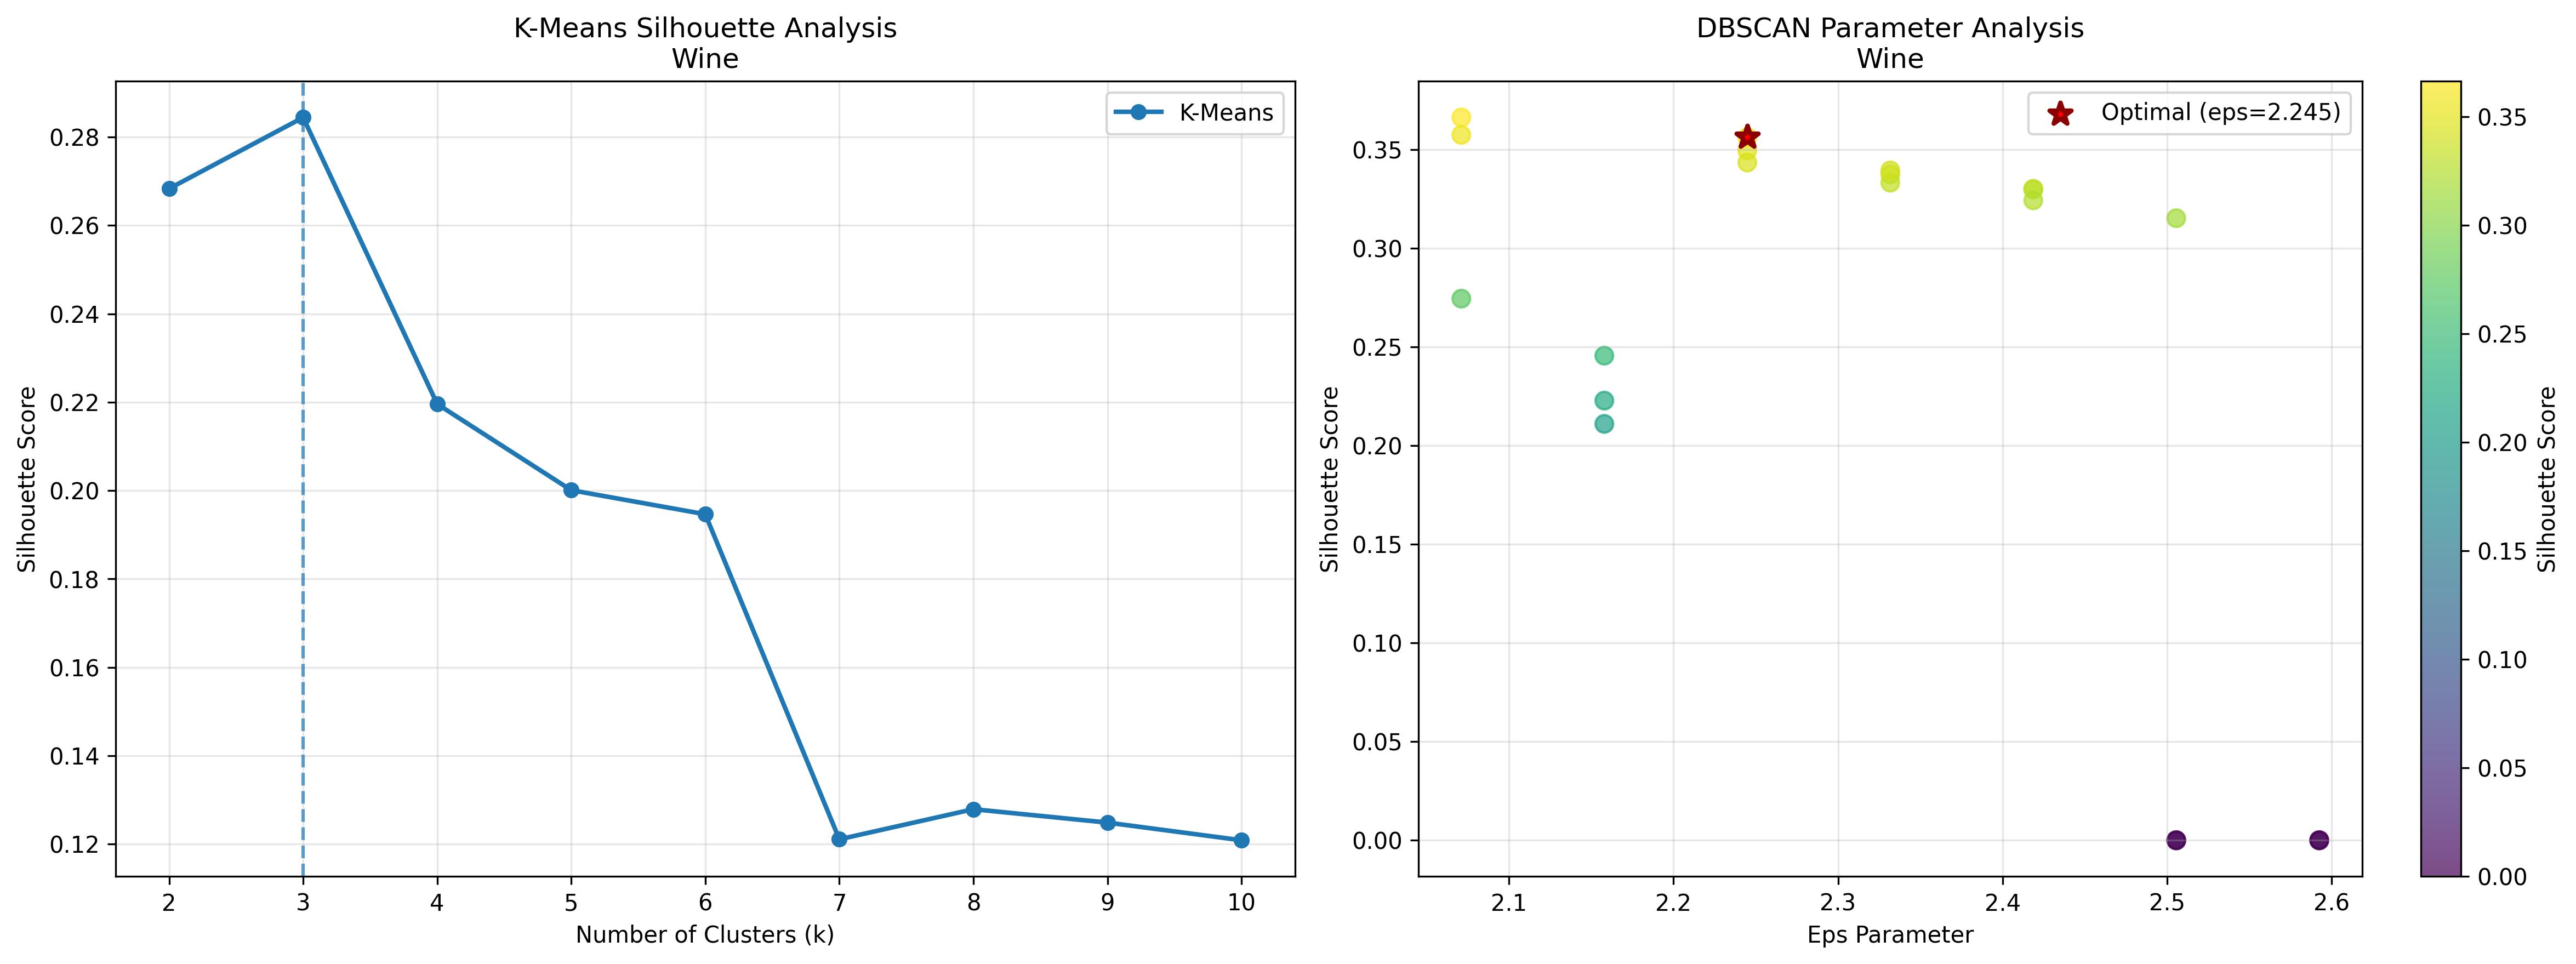 K-Means Silhouette Analysis
Wine
Silhouette Score
0.28
0.26
0.24
0.22
0.20
0.18
0.16
0.14
0.12
K-Means
2 3 4 5 6 7 8 9 10
Number of Clusters (k)
DBSCAN Parameter Analysis
Wine
Silhouette Score
0.35
0.30
0.25
0.20
0.15
0.10
0.05
0.00
Optimal (eps=2.245)
2.1 2.2 2.3 2.4 2.5 2.6
Eps Parameter
0.35
0.30
0.25
0.20
0.15
0.10
0.05
0.00
Silhouette Score